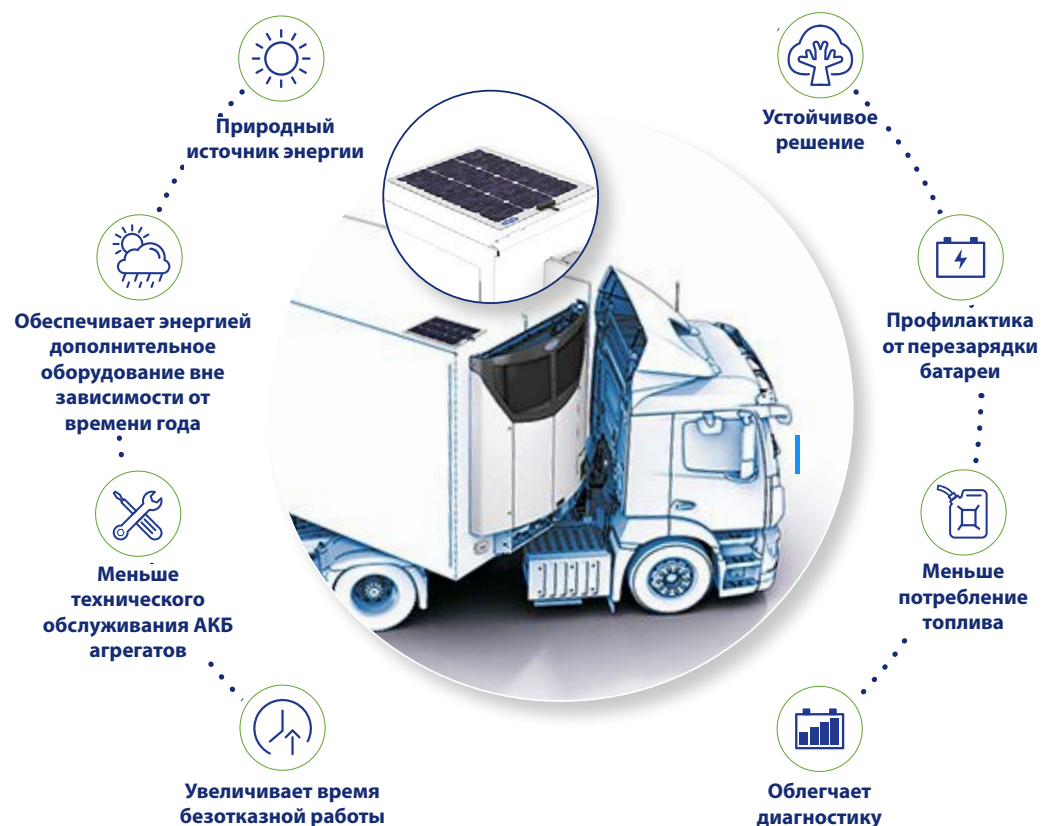 Природный
источник энергии
Обеспечивает энергией
дополнительное
оборудование вне
зависимости от
времени года
Меньше
технического
обслуживания АКБ
агрегатов
Увеличивает время
безотказной работы
Устойчивое
решение
Профилактика
от перезарядки
батареи
Меньше
потребление
топлива
Облегчает
диагностику